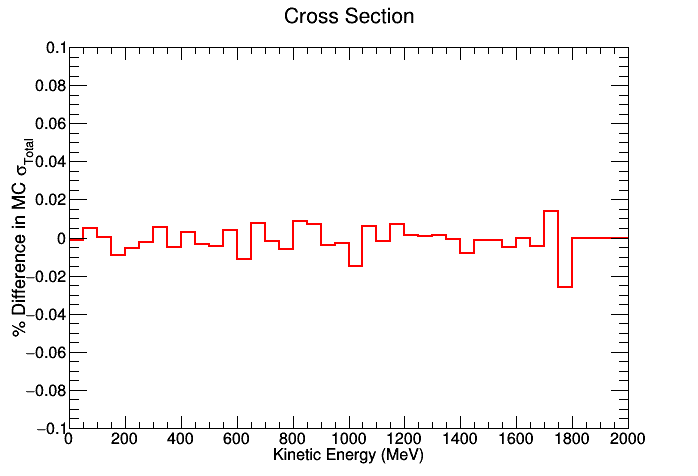 Cross Section
% Difference in MC σTotal
0.1
0.08
0.06
0.04
0.02
0
−0.02
−0.04
−0.06
−0.08
−0.1
0 200 400 600 800 1000 1200 1400 1600 1800 2000
Kinetic Energy (MeV)